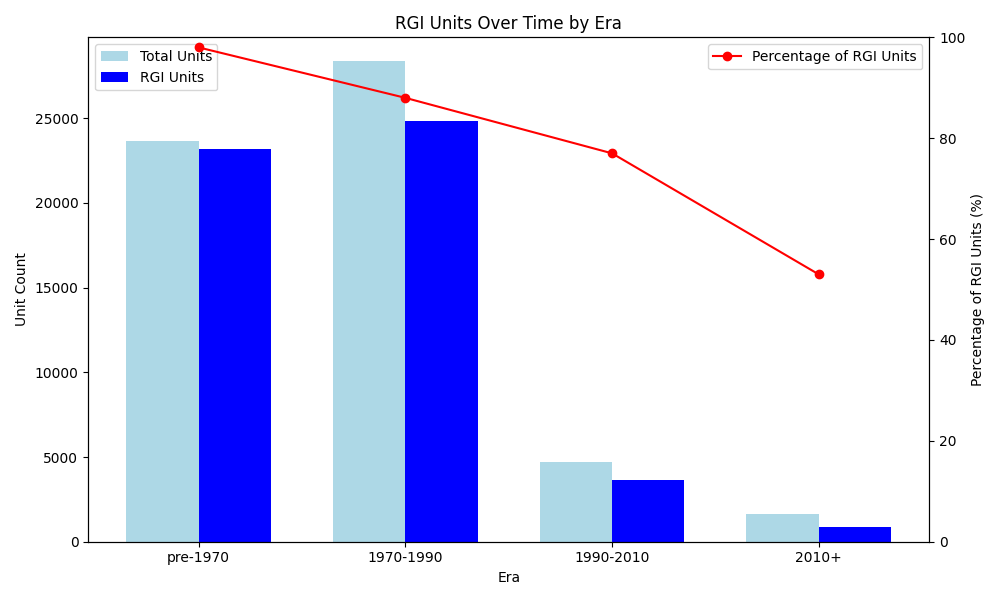 RGI Units Over Time by Era
Total Units
RGI Units
Percentage of RGI Units
Unit Count
25000
20000
15000
10000
5000
0
100
80
60
40
20
0
Percentage of RGI Units (%)
pre-1970
1970-1990
1990-2010
2010+
Era